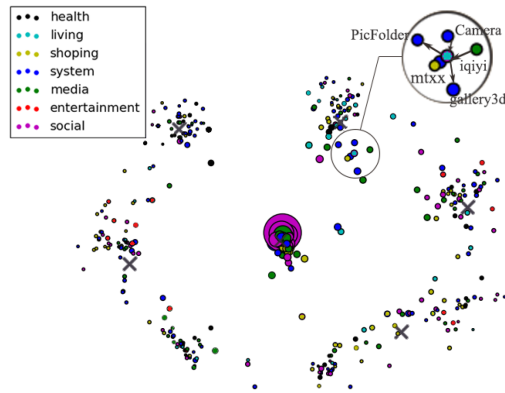 health
living
shoping
system
media
entertainment
social
PicFolder
Camera
iqiyi
mtxx
gallery3d